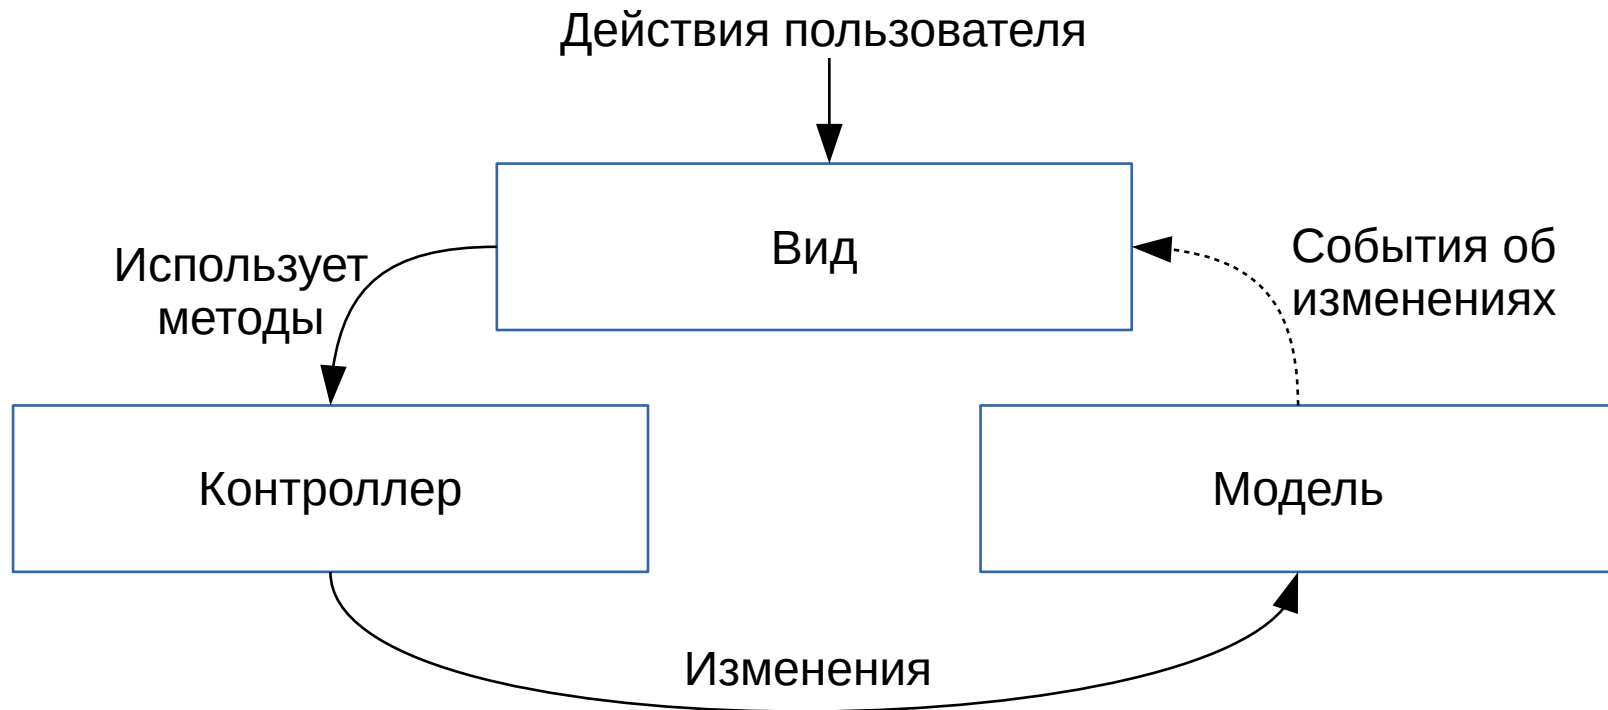 Действия пользователя
Вид
Использует
методы
События об
изменениях
Контроллер
Модель
Изменения